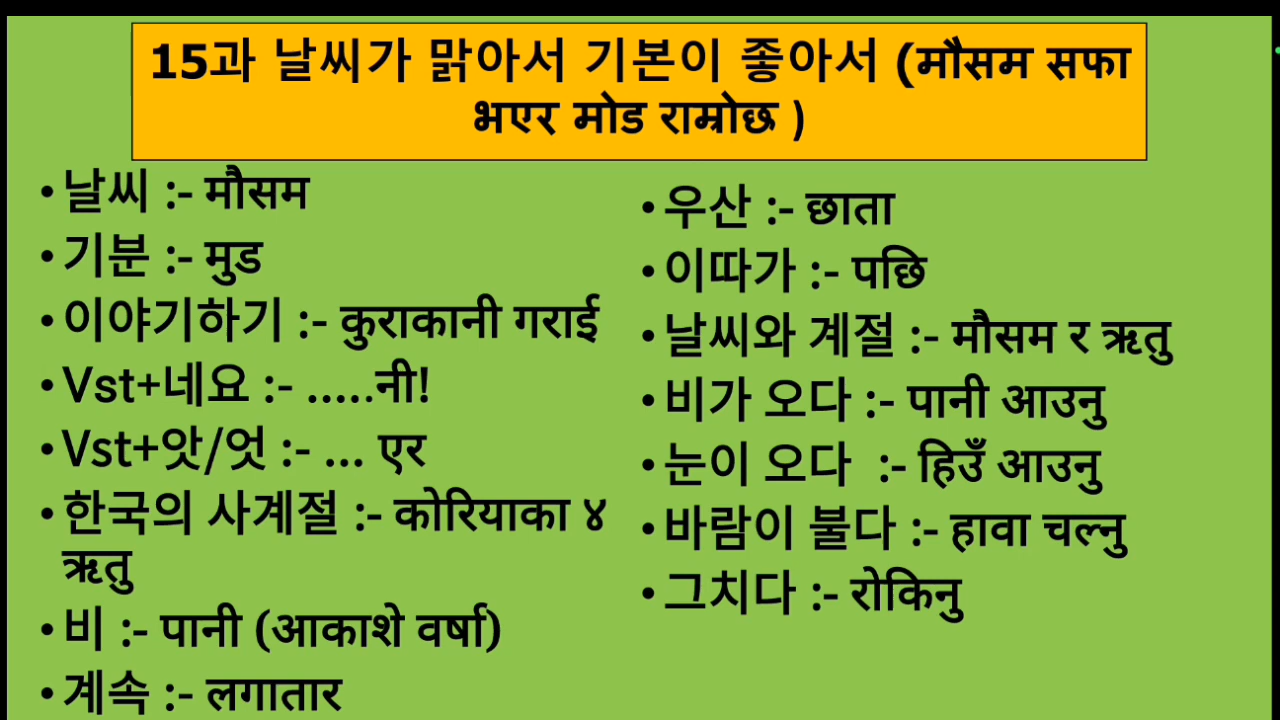 15과 날씨가 맑아서 기본이 좋아서 (मौसम सफा
भएर मोड राम्रोछ )
• 날씨 :- मौसम
• 기분 :- मुड
• 이야기하기 :- कुराकानी गराई
• Vst+네요 :- .....नी!
• Vst+앗/엇 :- ... एर
• 한국의 사계절 :- कोरियाका ४
ऋतु
• 비 :- पानी (आकाशे वर्षा)
• 계속 :- लगातार
• 우산 :- छाता
• 이따가 :- पछि
• 날씨와 계절 :- मौसम र ऋतु
• 비가 오다 :- पानी आउनु
• 눈이 오다 :- हिउँ आउनु
• 바람이 불다 :- हावा चल्नु
• 그치다 :- रोकिनु